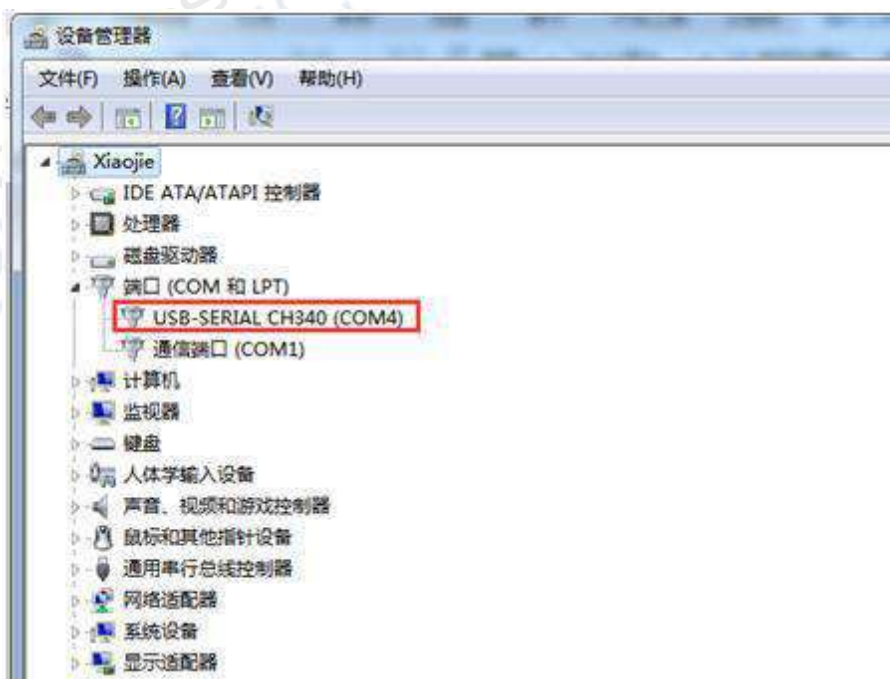 设备管理器
文件(F) 操作(A) 查看(V) 帮助(H)
Xiaojie
IDE ATA/ATAPI 控制器
处理器
磁盘驱动器
端口 (COM 和 LPT)
USB-SERIAL CH340 (COM4)
通信端口 (COM1)
计算机
监视器
键盘
人体学输入设备
声音、视频和游戏控制器
鼠标和其他指针设备
通用串行总线控制器
网络适配器
系统设备
显示适配器